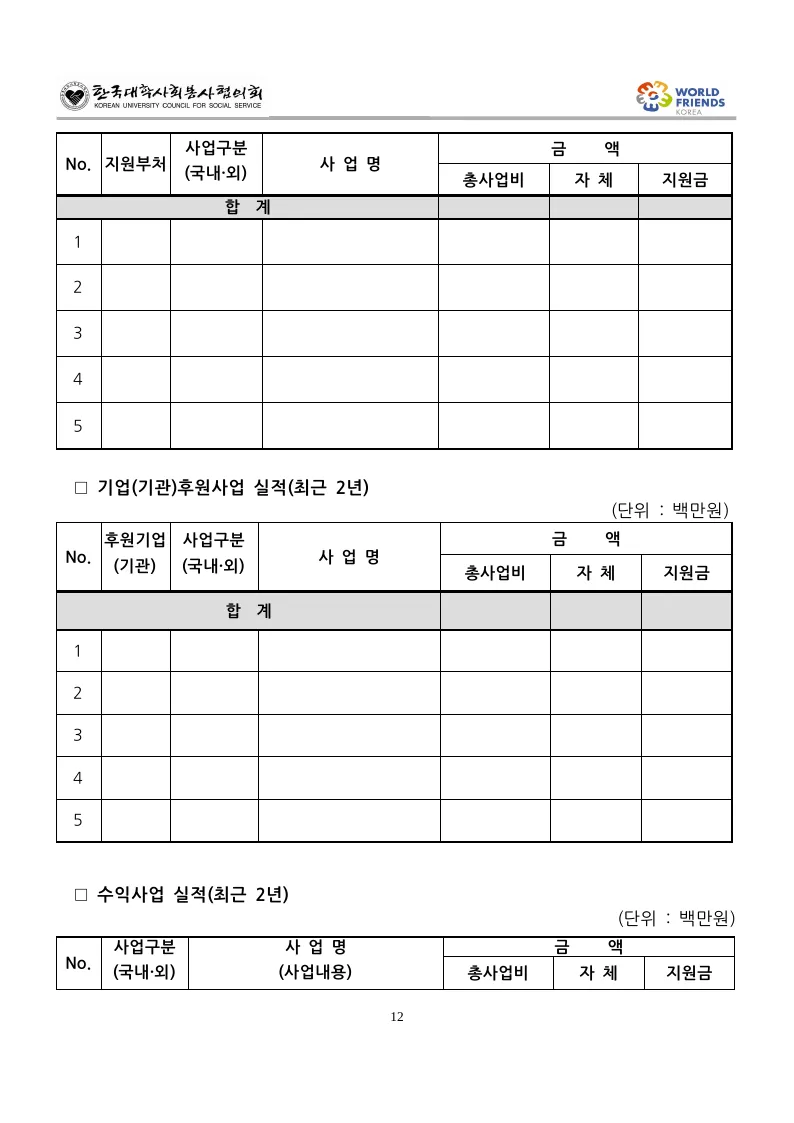 한국대학사회봉사협의회
KOREAN UNIVERSITY COUNCIL FOR SOCIAL SERVICE
WORLD
FRIENDS
KOREA
No. 지원부처 사업구분 (국내·외) 사 업 명 금 액
총사업비 자 체 지원금
합 계
1
2
3
4
5
□ 기업(기관)후원사업 실적(최근 2년)
(단위 : 백만원)
No. 후원기업 (기관) 사업구분 (국내·외) 사 업 명 금 액
총사업비 자 체 지원금
합 계
1
2
3
4
5
□ 수익사업 실적(최근 2년)
(단위 : 백만원)
No. 사업구분 (국내·외) 사 업 명 (사업내용) 금 액
총사업비 자 체 지원금
12